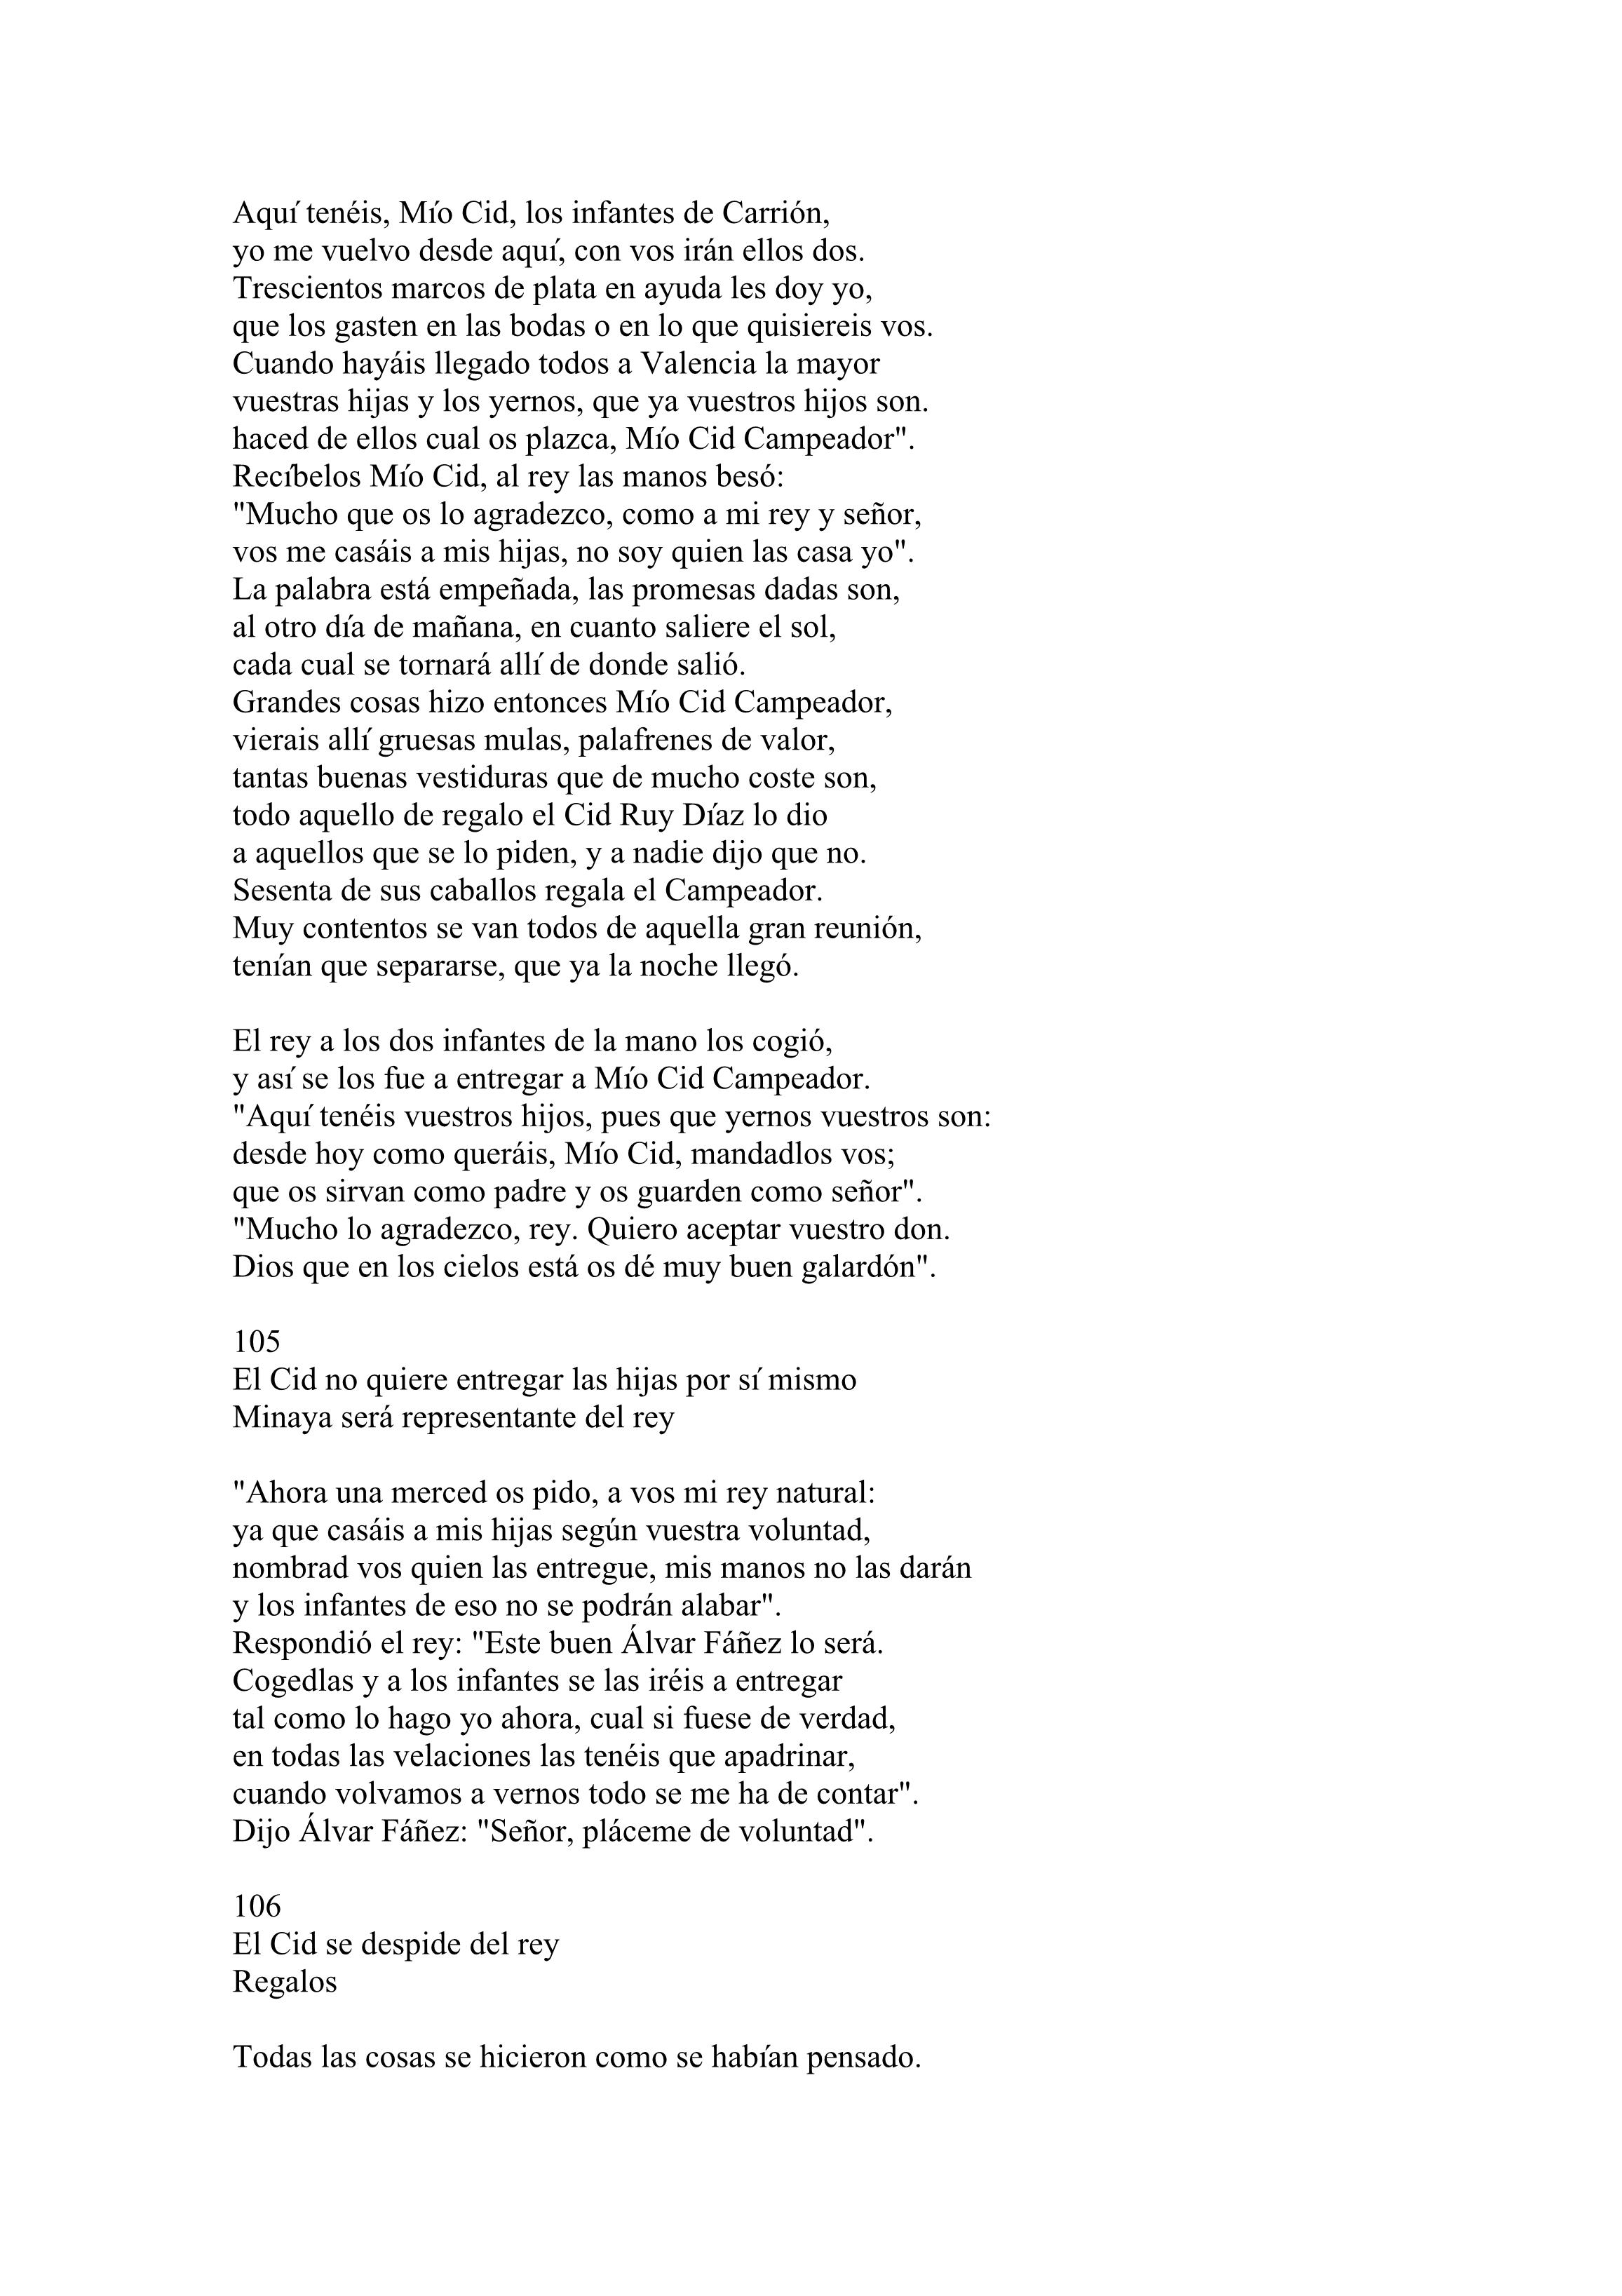 Aquí tenéis, Mío Cid, los infantes de Carrión,
yo me vuelvo desde aquí, con vos irán ellos dos.
Trescientos marcos de plata en ayuda les doy yo,
que los gasten en las bodas o en lo que quisiereis vos.
Cuando hayáis llegado todos a Valencia la mayor
vuestras hijas y los yernos, que ya vuestros hijos son.
haced de ellos cual os plazca, Mío Cid Campeador".
Recíbelos Mío Cid, al rey las manos besó:
"Mucho que os lo agradezco, como a mi rey y señor,
vos me casáis a mis hijas, no soy quien las casa yo".
La palabra está empeñada, las promesas dadas son,
al otro día de mañana, en cuanto saliere el sol,
cada cual se tornará allí de donde salió.
Grandes cosas hizo entonces Mío Cid Campeador,
vierais allí gruesas mulas, palafrenes de valor,
tantas buenas vestiduras que de mucho coste son,
todo aquello de regalo el Cid Ruy Díaz lo dio
a aquellos que se lo piden, y a nadie dijo que no.
Sesenta de sus caballos regala el Campeador.
Muy contentos se van todos de aquella gran reunión,
tenían que separarse, que ya la noche llegó.

El rey a los dos infantes de la mano los cogió,
y así se los fue a entregar a Mío Cid Campeador.
"Aquí tenéis vuestros hijos, pues que yernos vuestros son:
desde hoy como queráis, Mío Cid, mandadlos vos;
que os sirvan como padre y os guarden como señor".
"Mucho lo agradezco, rey. Quiero aceptar vuestro don.
Dios que en los cielos está os dé muy buen galardón".

105
El Cid no quiere entregar las hijas por sí mismo
Minaya será representante del rey

"Ahora una merced os pido, a vos mi rey natural:
ya que casáis a mis hijas según vuestra voluntad,
nombrad vos quien las entregue, mis manos no las darán
y los infantes de eso no se podrán alabar".
Respondió el rey: "Este buen Álvar Fáñez lo será.
Cogedlas y a los infantes se las iréis a entregar
tal como lo hago yo ahora, cual si fuese de verdad,
en todas las velaciones las tenéis que apadrinar,
cuando volvamos a vernos todo se me ha de contar".
Dijo Álvar Fáñez: "Señor, pláceme de voluntad".

106
El Cid se despide del rey
Regalos

Todas las cosas se hicieron como se habían pensado.